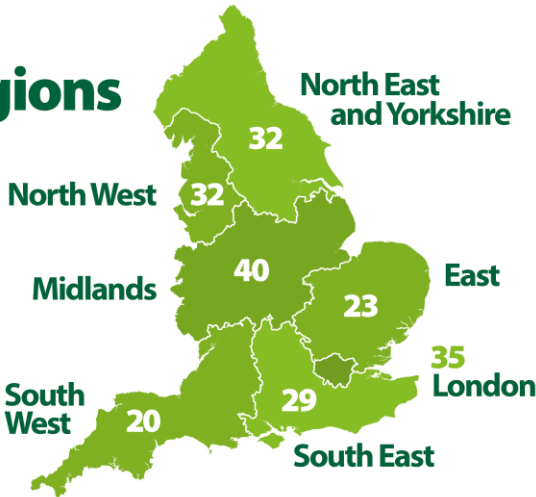 North East
and Yorkshire
32
North West
32
Midlands
40
East
23
35
London
South
West
20
29
South East